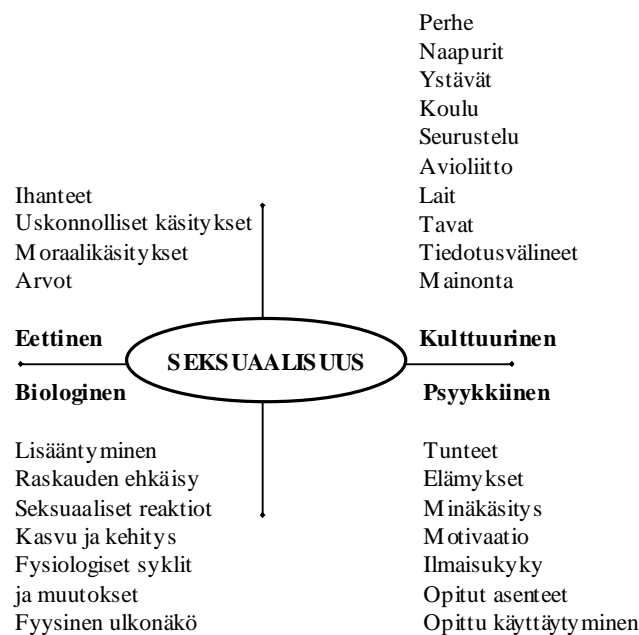 Perhe
Naapurit
Ystävät
Koulu
Seurustelu
Avioliitto
Lait
Tavat
Tiedotusvälineet
Mainonta
Ihanteet
Uskonnolliset käsitykset
Moraalikäsitykset
Arvot
Eettinen
Kulttuurinen
SEKSUAALISUUS
Biologinen
Psyykkiinen
Lisääntyminen
Raskauden ehkäisy
Seksuaaliset reaktiot
Kasvu ja kehitys
Fysiologiset syklit
ja muutokset
Fyysinen ulkonäkö
Tunteet
Elämykset
Minäkäsitys
Motivaatio
Ilmaisukyky
Opitut asenteet
Opittu käyttäytyminen